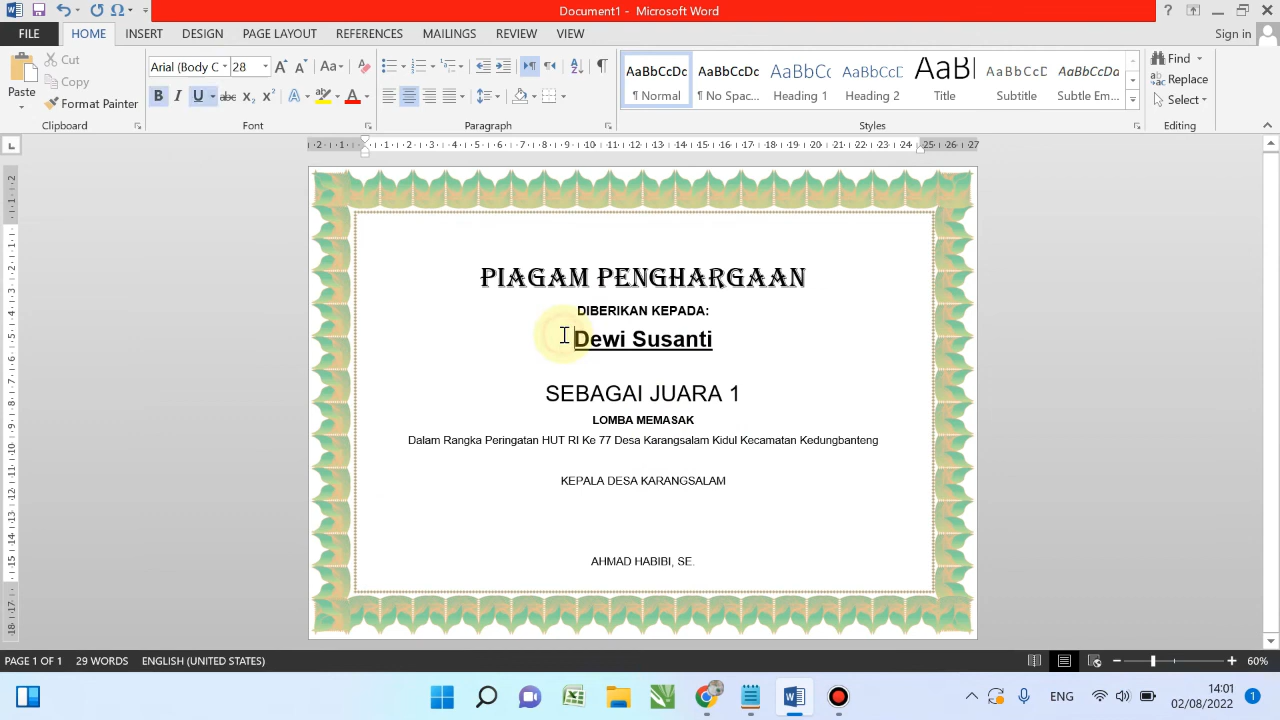 Document1 - Microsoft Word
Sign in
FILE HOME INSERT DESIGN PAGE LAYOUT REFERENCES MAILINGS REVIEW VIEW
Cut
Copy
Format Painter
Paste
Clipboard
Arial (Body C 28
Font
Paragraph
AaBbCcDc AaBbCcDc AaBbCc AaBbCcDc AaBl AaBbCcD AaBbCcDc
¶ Normal ¶ No Spac... Heading 1 Heading 2 Title Subtitle Subtle Em...
Styles
Find
Replace
Select
Editing
PIAGAM PENGHARGAAN
DIBERIKAN KEPADA:
Dewi Susanti
SEBAGAI JUARA 1
LOMBA MEMASAK
Dalam Rangka Peringatan HUT RI Ke 77 Desa Karangsalam Kidul Kecamatan Kedungbanteng
KEPALA DESA KARANGSALAM
AHMAD HABIBI, SE.
PAGE 1 OF 1 29 WORDS ENGLISH (UNITED STATES)
60%
ENG
14:01
02/08/2022
1